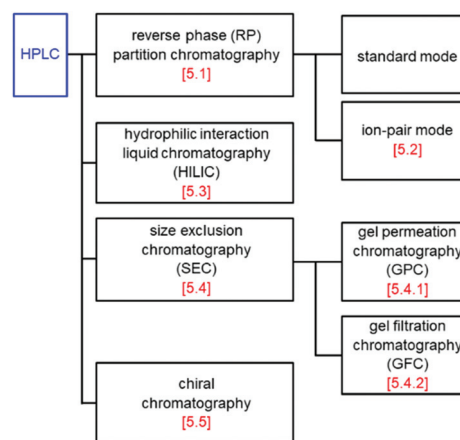 HPLC
reverse phase (RP)
partition chromatography
[5.1]
standard mode
ion-pair mode
[5.2]
hydrophilic interaction
liquid chromatography
(HILIC)
[5.3]
size exclusion
chromatography
(SEC)
[5.4]
gel permeation
chromatography
(GPC)
[5.4.1]
gel filtration
chromatography
(GFC)
[5.4.2]
chiral
chromatography
[5.5]